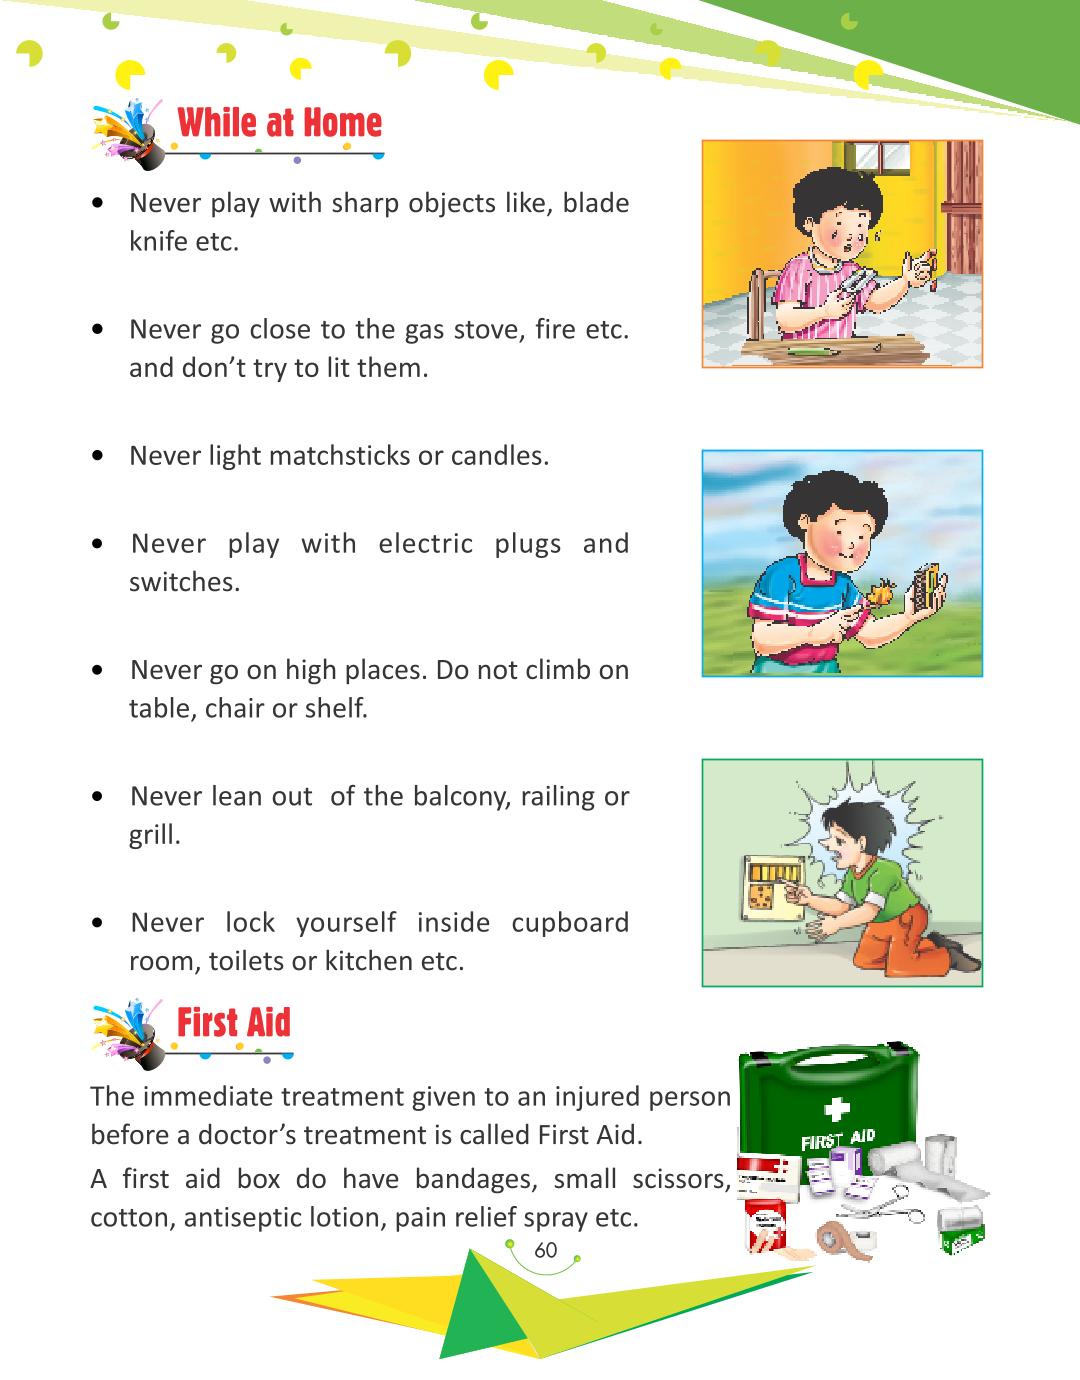 While at Home
• Never play with sharp objects like, blade
knife etc.
• Never go close to the gas stove, fire etc.
and don’t try to lit them.
• Never light matchsticks or candles.
• Never play with electric plugs and
switches.
• Never go on high places. Do not climb on
table, chair or shelf.
• Never lean out of the balcony, railing or
grill.
• Never lock yourself inside cupboard
room, toilets or kitchen etc.
First Aid
The immediate treatment given to an injured person
before a doctor’s treatment is called First Aid.
A first aid box do have bandages, small scissors,
cotton, antiseptic lotion, pain relief spray etc.
FIRST AID
60